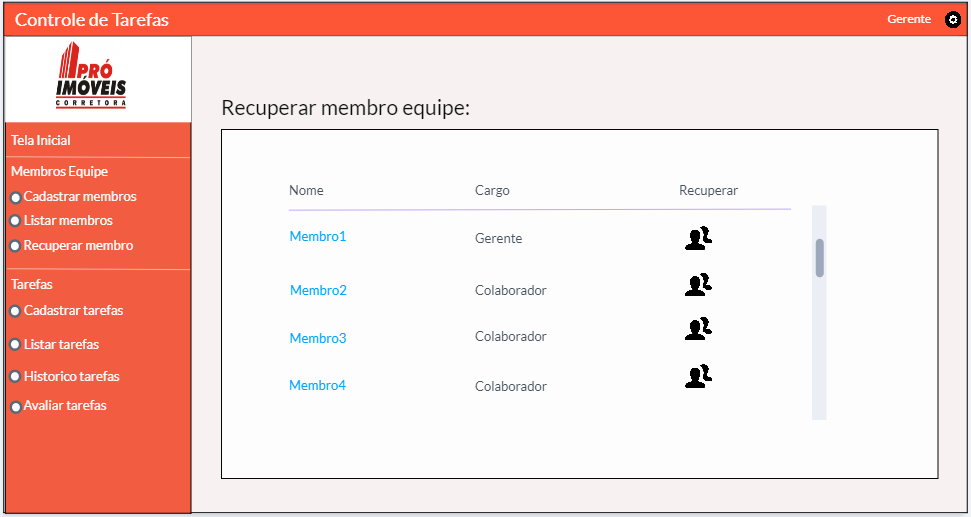 Controle de Tarefas
Gerente
PRÓ
IMÓVEIS
CORRETORA
Tela Inicial
Membros Equipe
Cadastrar membros
Listar membros
Recuperar membro
Tarefas
Cadastrar tarefas
Listar tarefas
Historico tarefas
Avaliar tarefas
Recuperar membro equipe:
Nome Cargo Recuperar
Membro1 Gerente
Membro2 Colaborador
Membro3 Colaborador
Membro4 Colaborador